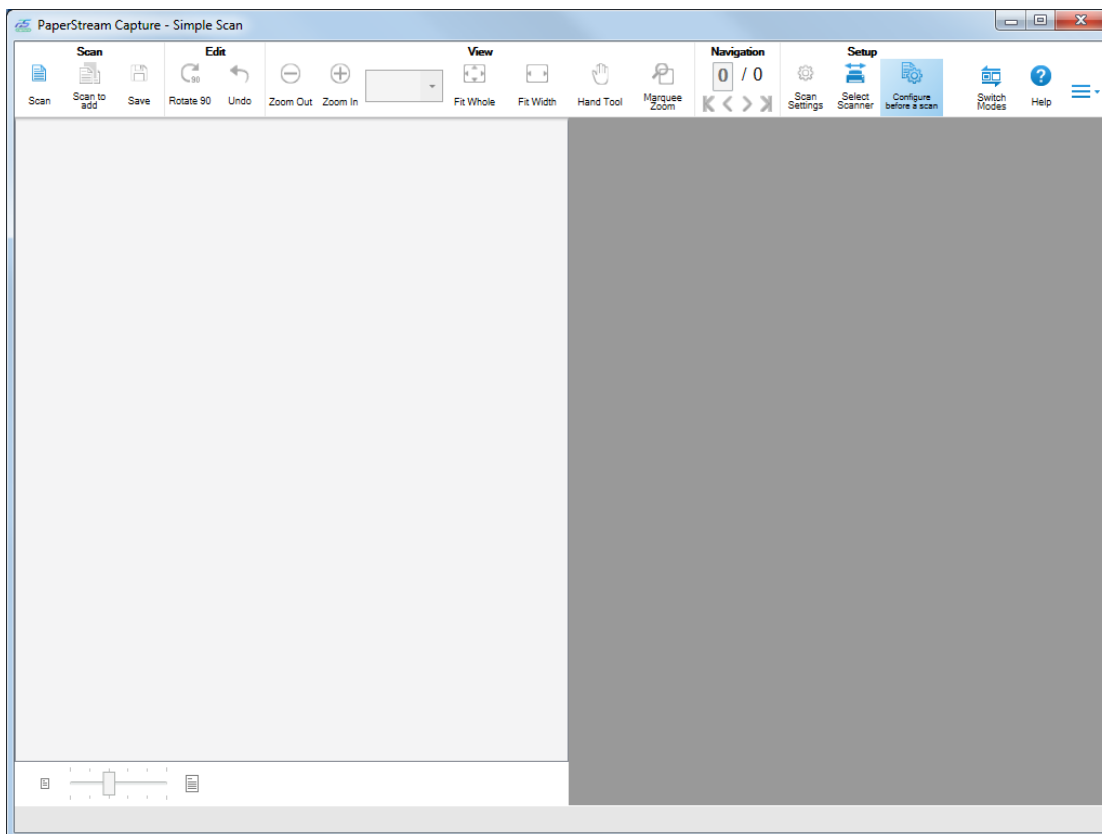 PaperStream Capture - Simple Scan
Scan Edit View Navigation Setup
90 0 / 0
Scan Scan to add Save Rotate 90 Undo Zoom Out Zoom In Fit Whole Fit Width Hand Tool Marquee Zoom Scan Settings Select Scanner Configure before a scan Switch Modes Help